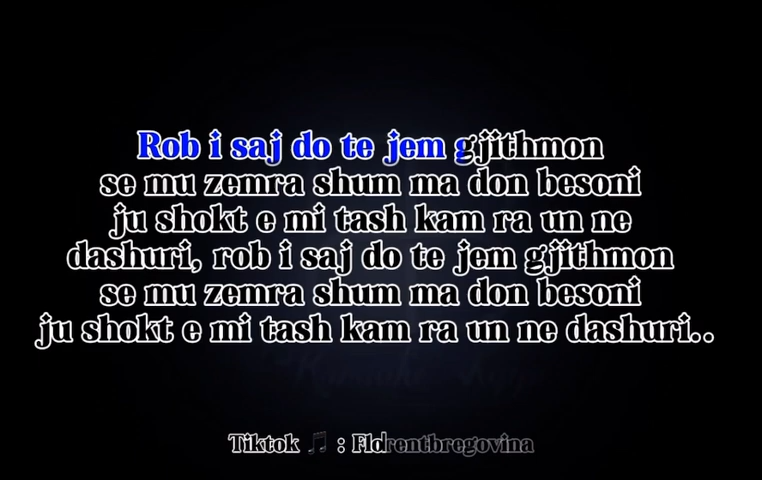 Rob i saj do te jem gjithmon
se mu zemra shum ma don besoni
ju shokt e mi tash kam ra un ne
dashuri, rob i saj do te jem gjithmon
se mu zemra shum ma don besoni
ju shokt e mi tash kam ra un ne dashuri..
Tiktok 🎵 : Florentbregovina